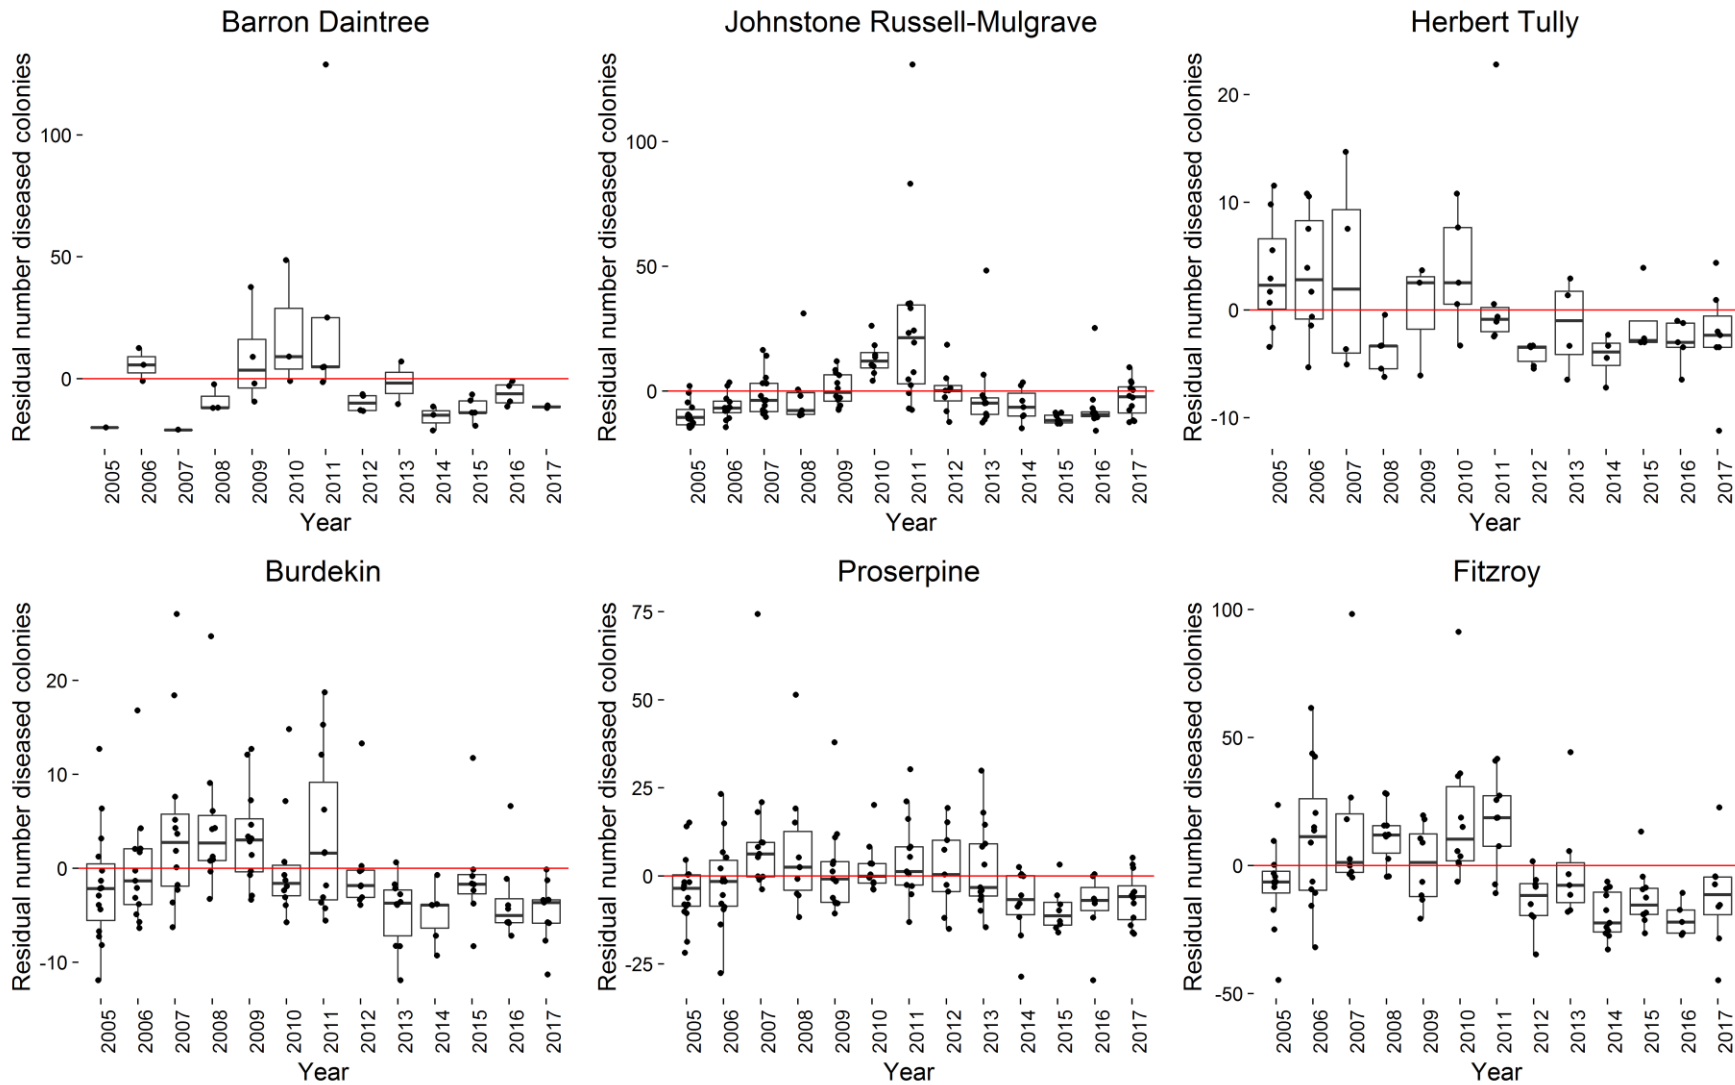 Barron Daintree
Residual number diseased colonies
100
50
0
2005 2006 2007 2008 2009 2010 2011 2012 2013 2014 2015 2016 2017
Year
Johnstone Russell-Mulgrave
Residual number diseased colonies
100
50
0
2005 2006 2007 2008 2009 2010 2011 2012 2013 2014 2015 2016 2017
Year
Herbert Tully
Residual number diseased colonies
20
10
0
-10
2005 2006 2007 2008 2009 2010 2011 2012 2013 2014 2015 2016 2017
Year
Burdekin
Residual number diseased colonies
20
10
0
-10
2005 2006 2007 2008 2009 2010 2011 2012 2013 2014 2015 2016 2017
Year
Proserpine
Residual number diseased colonies
75
50
25
0
-25
2005 2006 2007 2008 2009 2010 2011 2012 2013 2014 2015 2016 2017
Year
Fitzroy
Residual number diseased colonies
100
50
0
-50
2005 2006 2007 2008 2009 2010 2011 2012 2013 2014 2015 2016 2017
Year